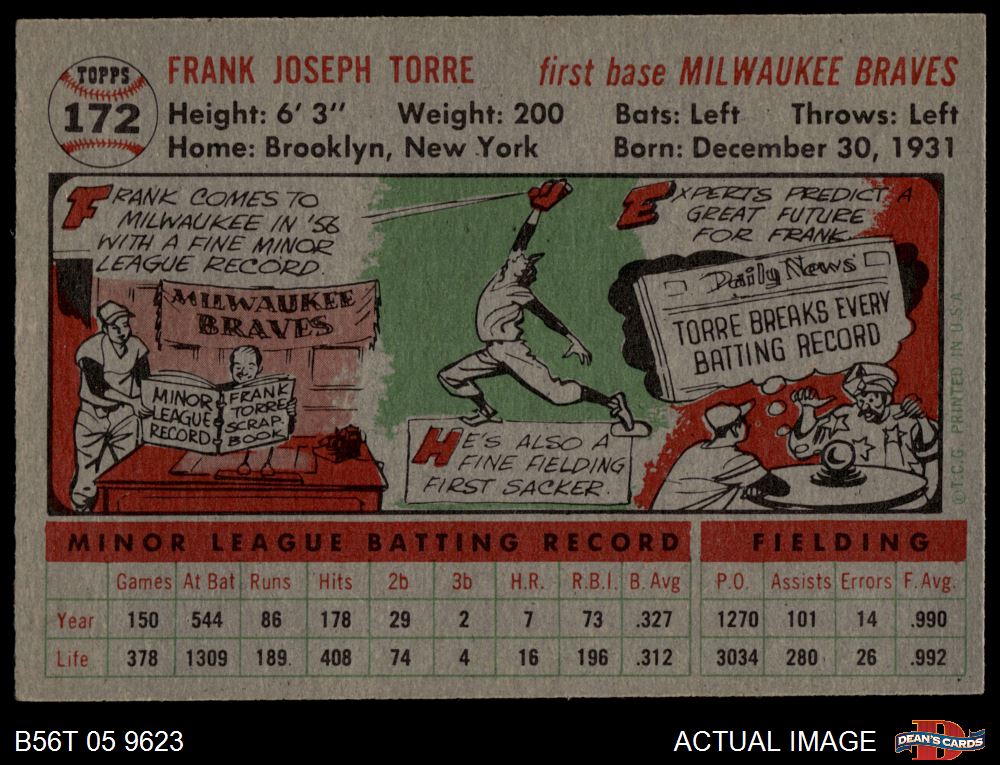 TOPPS
172
FRANK JOSEPH TORRE first base MILWAUKEE BRAVES
Height: 6' 3" Weight: 200 Bats: Left Throws: Left
Home: Brooklyn, New York Born: December 30, 1931
FRANK COMES TO
MILWAUKEE IN '56
WITH A FINE MINOR
LEAGUE RECORD.
MILWAUKEE
BRAVES
MINOR
LEAGUE
RECORD
FRANK
TORRE
SCRAP
BOOK
HE'S ALSO A
FINE FIELDING
FIRST SACKER.
EXPERTS PREDICT A
GREAT FUTURE
FOR FRANK.
Daily News
TORRE BREAKS EVERY
BATTING RECORD
© T.C.G. PRINTED IN U.S.A.
MINOR LEAGUE BATTING RECORD FIELDING
Games At Bat Runs Hits 2b 3b H.R. R.B.I. B. Avg P.O. Assists Errors F. Avg.
Year 150 544 86 178 29 2 7 73 .327 1270 101 14 .990
Life 378 1309 189. 408 74 4 16 196 .312 3034 280 26 .992
B56T 05 9623 ACTUAL IMAGE DEAN'S CARDS